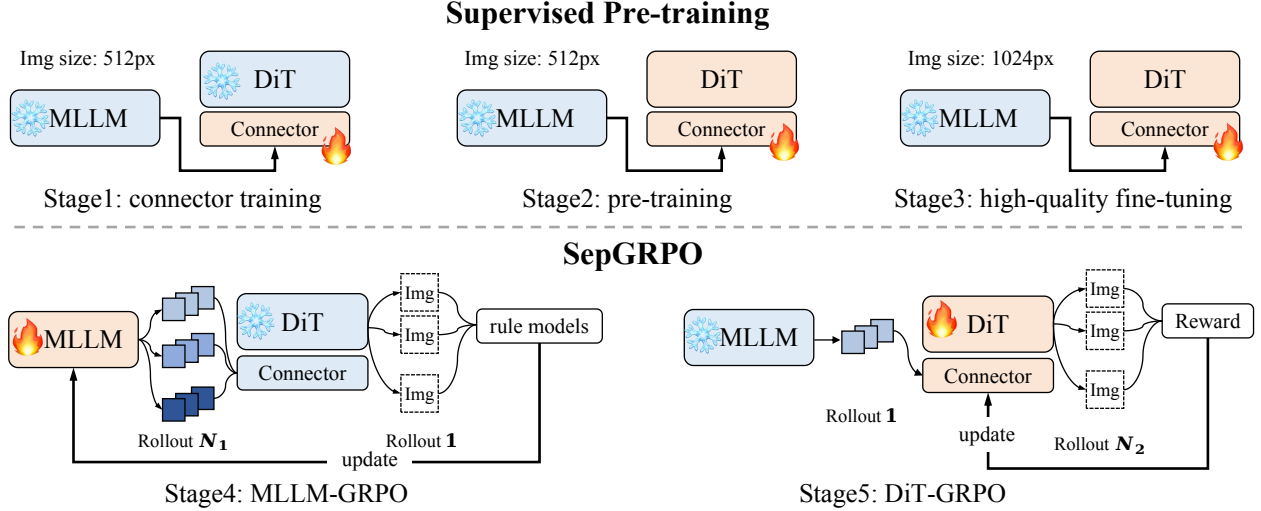 Supervised Pre-training
Img size: 512px
DiT
MLLM
Connector
Stage1: connector training
Img size: 512px
DiT
MLLM
Connector
Stage2: pre-training
Img size: 1024px
DiT
MLLM
Connector
Stage3: high-quality fine-tuning
SepGRPO
MLLM
DiT
Connector
Img
Img
Img
rule models
Rollout N₁
Rollout 1
update
Stage4: MLLM-GRPO
MLLM
DiT
Connector
Img
Img
Img
Reward
Rollout 1
update
Rollout N₂
Stage5: DiT-GRPO